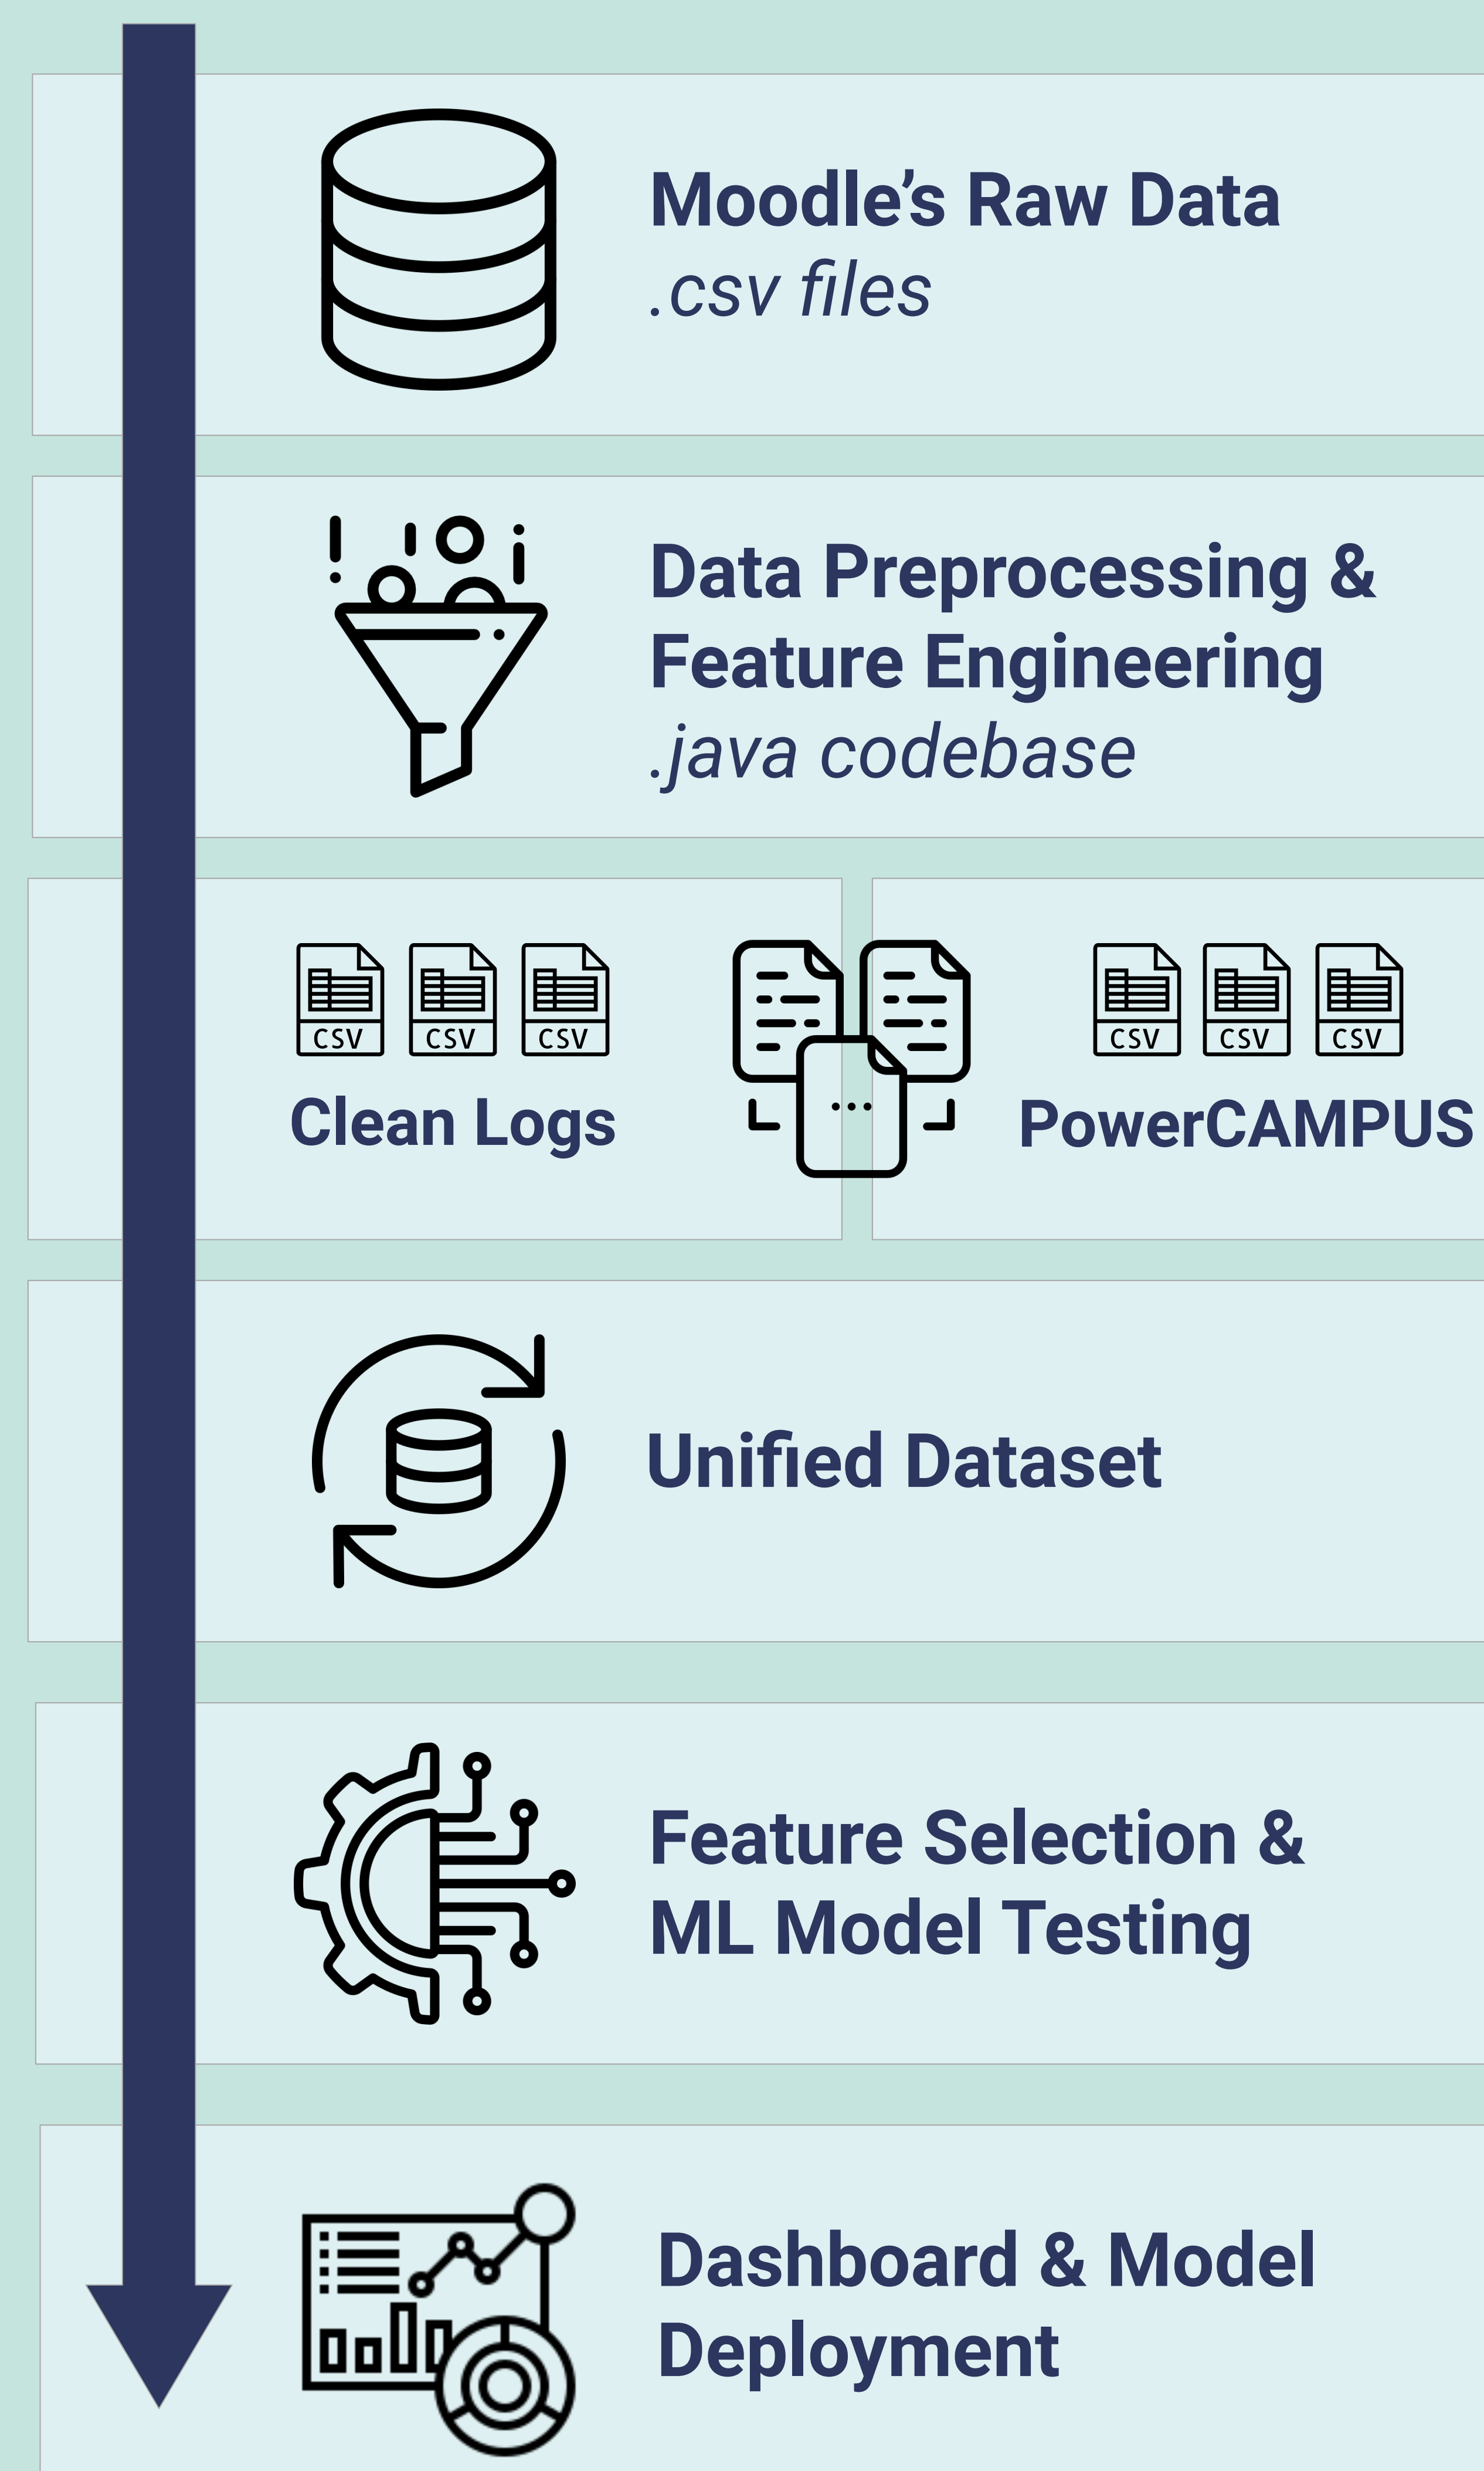 Moodle’s Raw Data
.csv files
Data Preprocessing &
Feature Engineering
.java codebase
CSV CSV CSV CSV CSV CSV
Clean Logs PowerCAMPUS
Unified Dataset
Feature Selection &
ML Model Testing
Dashboard & Model
Deployment